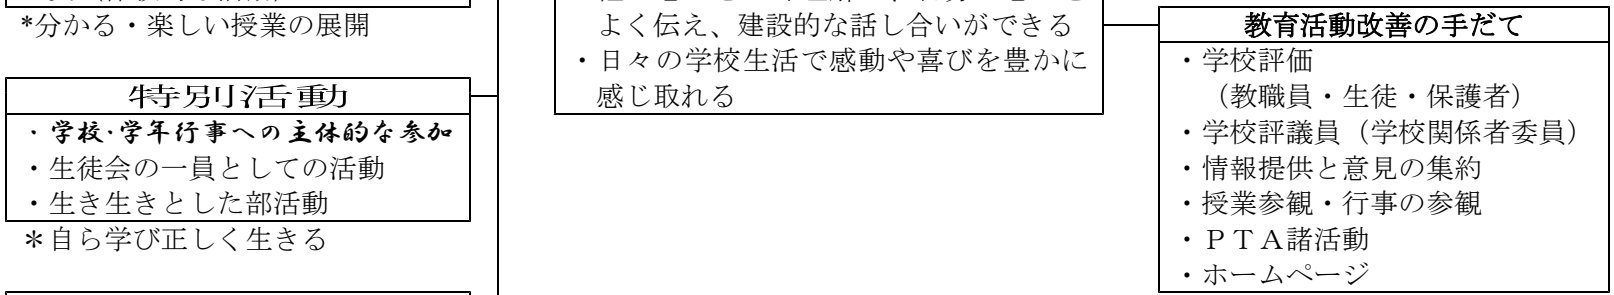 *分かる・楽しい授業の展開
特別活動
・学校・学年行事への主体的な参加
・生徒会の一員としての活動
・生き生きとした部活動
＊自ら学び正しく生きる
よく伝え、建設的な話し合いができる
・日々の学校生活で感動や喜びを豊かに
感じ取れる
教育活動改善の手だて
・学校評価
（教職員・生徒・保護者）
・学校評議員（学校関係者委員）
・情報提供と意見の集約
・授業参観・行事の参観
・ＰＴＡ諸活動
・ホームページ